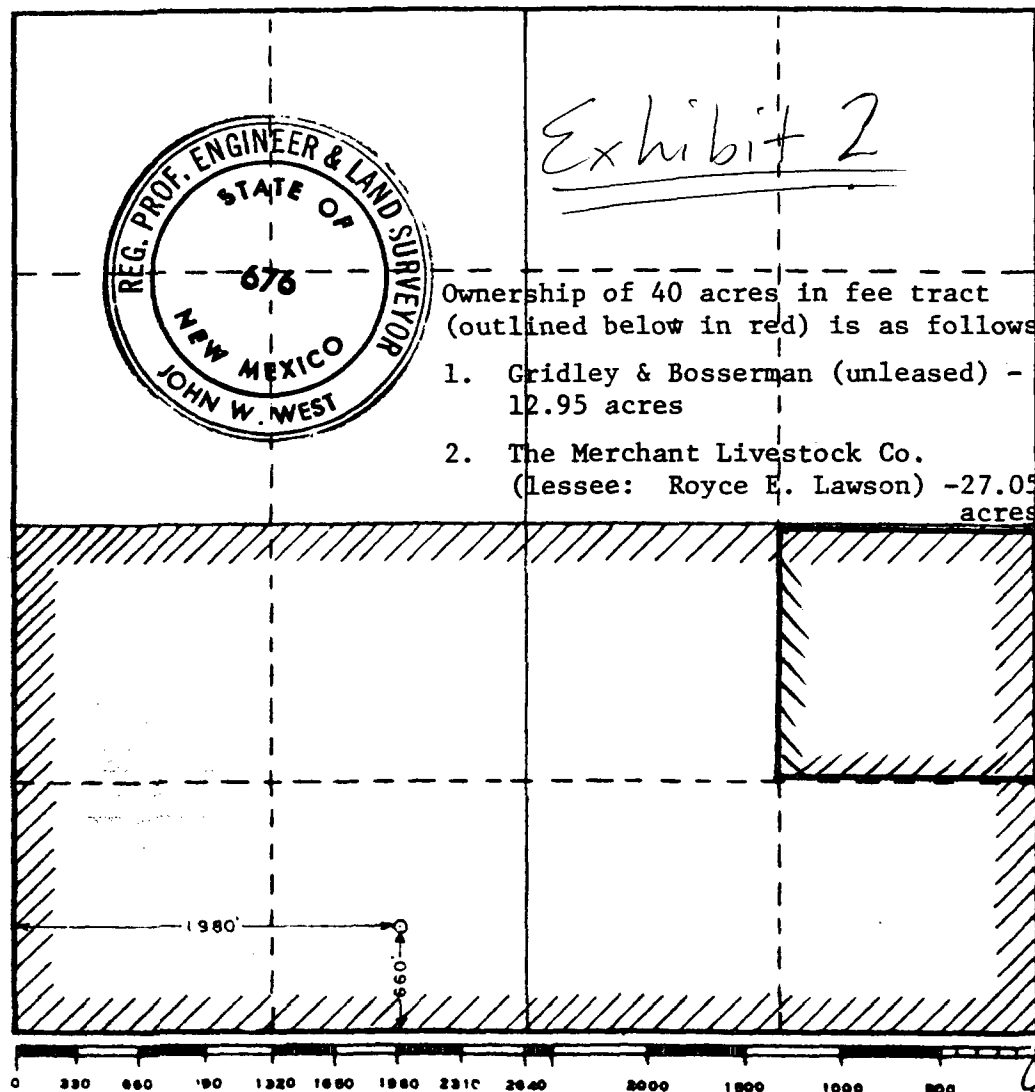 Exhibit 2
REG. PROF. ENGINEER & LAND SURVEYOR
STATE OF
676
NEW MEXICO
JOHN W. WEST
Ownership of 40 acres in fee tract
(outlined below in red) is as follows
1. Gridley & Bosserman (unleased) -
12.95 acres
2. The Merchant Livestock Co.
(lessee: Royce E. Lawson) -27.05
acres
1980'
660'
0 330 660 990 1320 1650 1980 2310 2640 2000 1500 1000 500